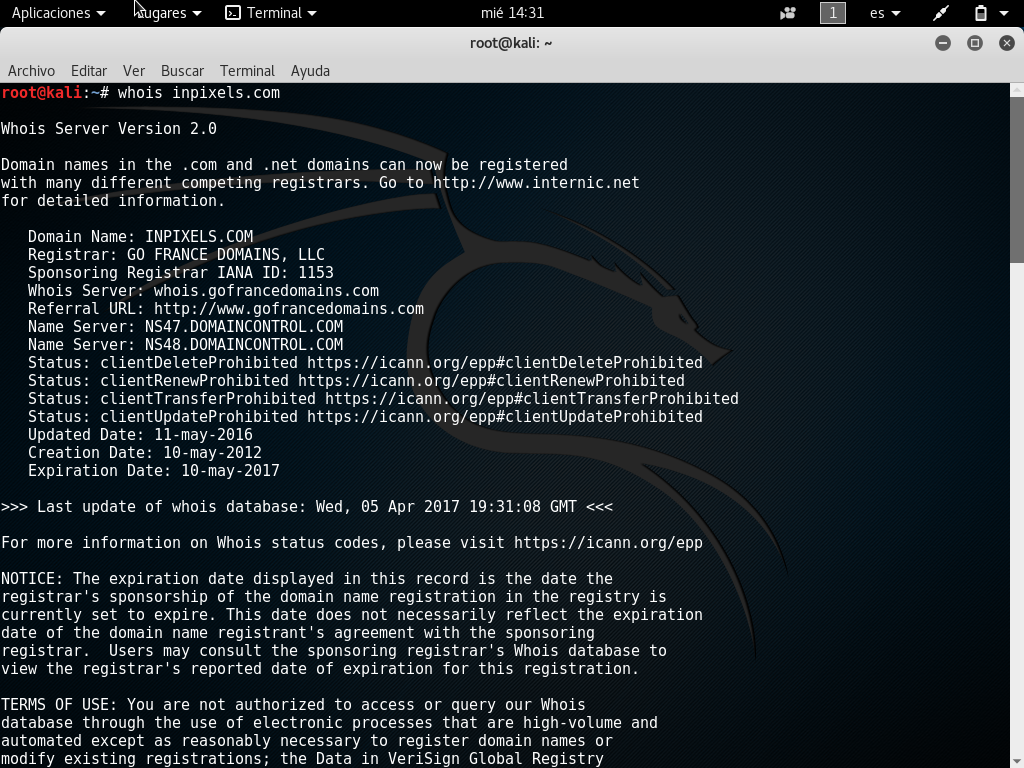 Aplicaciones Lugares Terminal mié 14:31 1 es
root@kali: ~
Archivo Editar Ver Buscar Terminal Ayuda
root@kali:~# whois inpixels.com
Whois Server Version 2.0
Domain names in the .com and .net domains can now be registered
with many different competing registrars. Go to http://www.internic.net
for detailed information.
Domain Name: INPIXELS.COM
Registrar: GO FRANCE DOMAINS, LLC
Sponsoring Registrar IANA ID: 1153
Whois Server: whois.gofrancedomains.com
Referral URL: http://www.gofrancedomains.com
Name Server: NS47.DOMAINCONTROL.COM
Name Server: NS48.DOMAINCONTROL.COM
Status: clientDeleteProhibited https://icann.org/epp#clientDeleteProhibited
Status: clientRenewProhibited https://icann.org/epp#clientRenewProhibited
Status: clientTransferProhibited https://icann.org/epp#clientTransferProhibited
Status: clientUpdateProhibited https://icann.org/epp#clientUpdateProhibited
Updated Date: 11-may-2016
Creation Date: 10-may-2012
Expiration Date: 10-may-2017
>>> Last update of whois database: Wed, 05 Apr 2017 19:31:08 GMT <<<
For more information on Whois status codes, please visit https://icann.org/epp
NOTICE: The expiration date displayed in this record is the date the
registrar's sponsorship of the domain name registration in the registry is
currently set to expire. This date does not necessarily reflect the expiration
date of the domain name registrant's agreement with the sponsoring
registrar.  Users may consult the sponsoring registrar's Whois database to
view the registrar's reported date of expiration for this registration.
TERMS OF USE: You are not authorized to access or query our Whois
database through the use of electronic processes that are high-volume and
automated except as reasonably necessary to register domain names or
modify existing registrations; the Data in VeriSign Global Registry